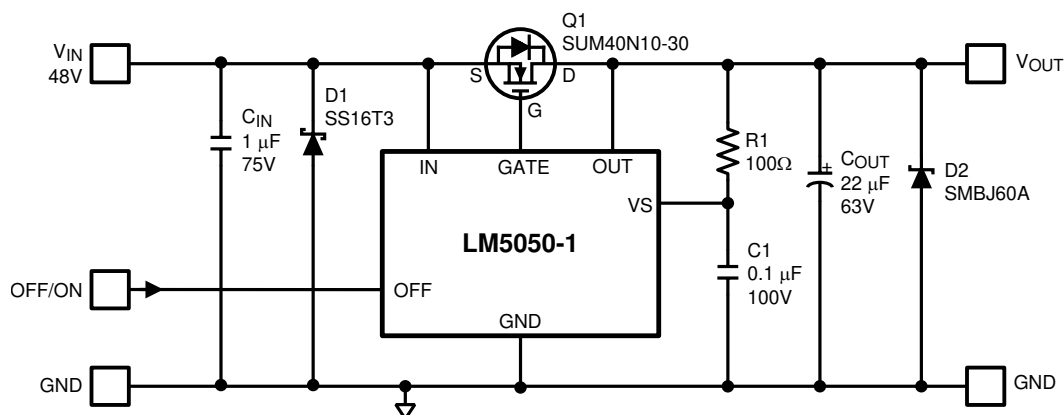 Q1
SUM40N10-30
VIN
48V
S
D
G
VOUT
D1
SS16T3
CIN
1 μF
75V
IN
GATE
OUT
R1
100Ω
COUT
22 μF
63V
+
D2
SMBJ60A
VS
LM5050-1
C1
0.1 μF
100V
OFF/ON
OFF
GND
GND
GND